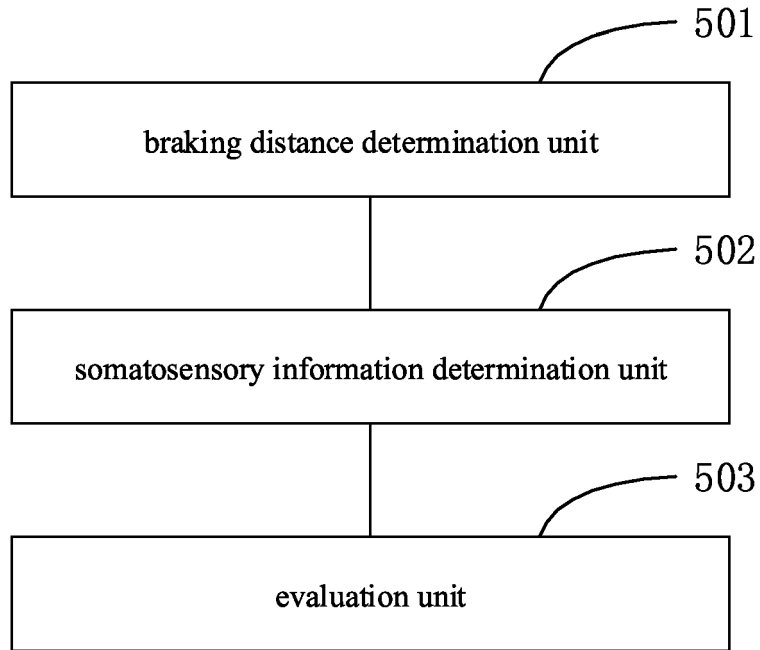 501
braking distance determination unit
502
somatosensory information determination unit
503
evaluation unit